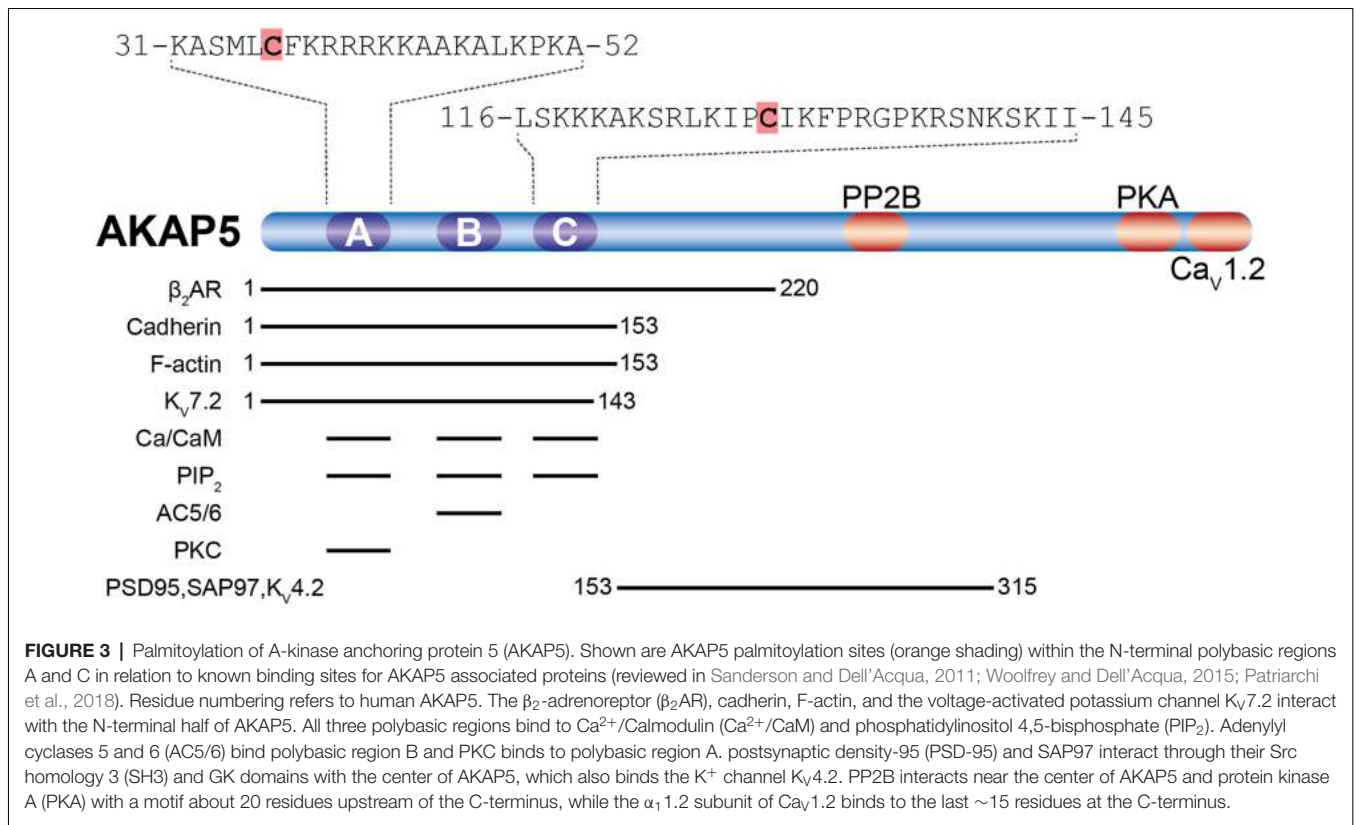 31-KASMLCFKRRRKKAAKALKPKA-52
116-LSKKKAKSRLKIPCIKFPRGPKRSNKSKII-145
PP2B PKA
AKAP5 A B C
CaV1.2
β2AR 1 220
Cadherin 1 153
F-actin 1 153
KV7.2 1 143
Ca/CaM
PIP2
AC5/6
PKC
PSD95,SAP97,KV4.2 153 315
FIGURE 3 | Palmitoylation of A-kinase anchoring protein 5 (AKAP5). Shown are AKAP5 palmitoylation sites (orange shading) within the N-terminal polybasic regions
A and C in relation to known binding sites for AKAP5 associated proteins (reviewed in Sanderson and Dell'Acqua, 2011; Woolfrey and Dell'Acqua, 2015; Patriarchi
et al., 2018). Residue numbering refers to human AKAP5. The β2-adrenoreptor (β2AR), cadherin, F-actin, and the voltage-activated potassium channel KV7.2 interact
with the N-terminal half of AKAP5. All three polybasic regions bind to Ca2+/Calmodulin (Ca2+/CaM) and phosphatidylinositol 4,5-bisphosphate (PIP2). Adenylyl
cyclases 5 and 6 (AC5/6) bind polybasic region B and PKC binds to polybasic region A. postsynaptic density-95 (PSD-95) and SAP97 interact through their Src
homology 3 (SH3) and GK domains with the center of AKAP5, which also binds the K+ channel KV4.2. PP2B interacts near the center of AKAP5 and protein kinase
A (PKA) with a motif about 20 residues upstream of the C-terminus, while the α11.2 subunit of CaV1.2 binds to the last ∼15 residues at the C-terminus.